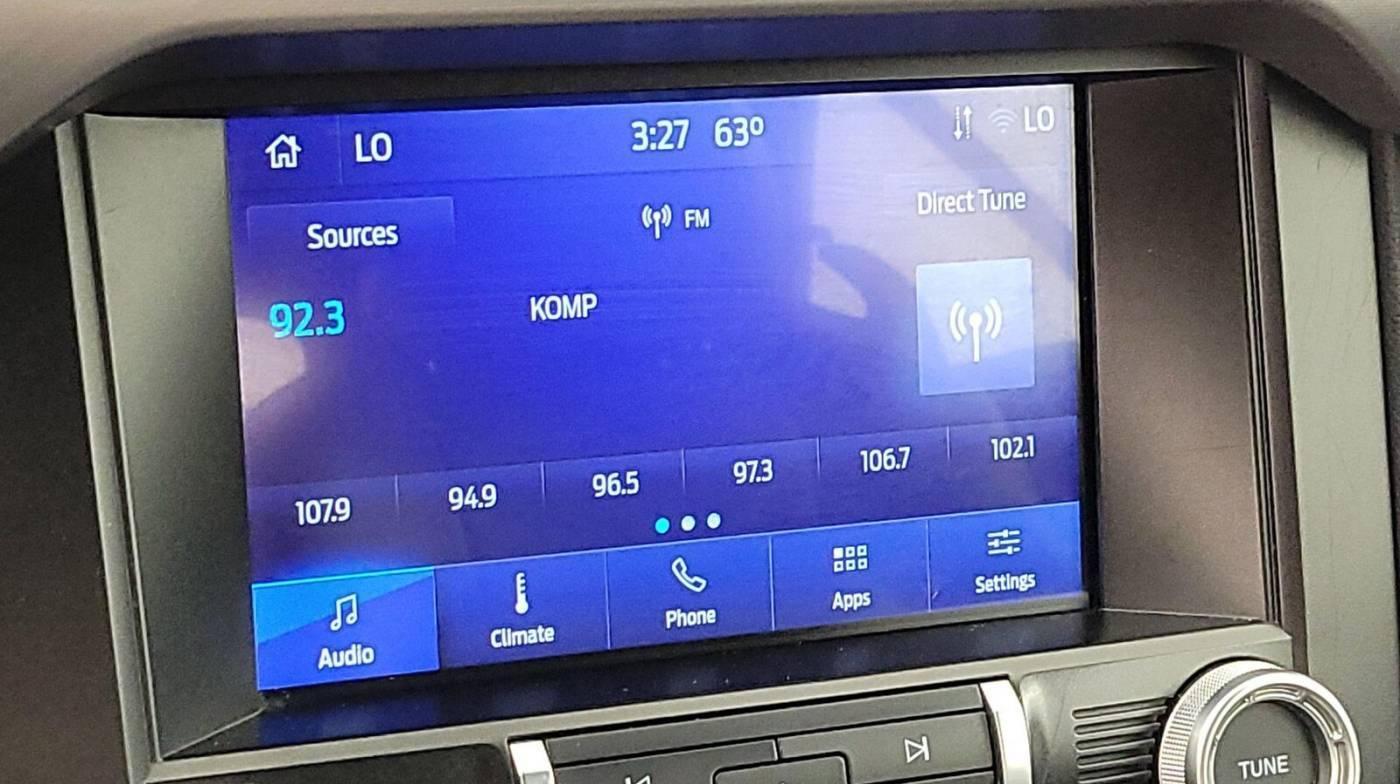 LO 3:27 63° LO
Sources FM Direct Tune
92.3 KOMP
107.9 94.9 96.5 97.3 106.7 102.1
Audio Climate Phone Apps Settings
TUNE